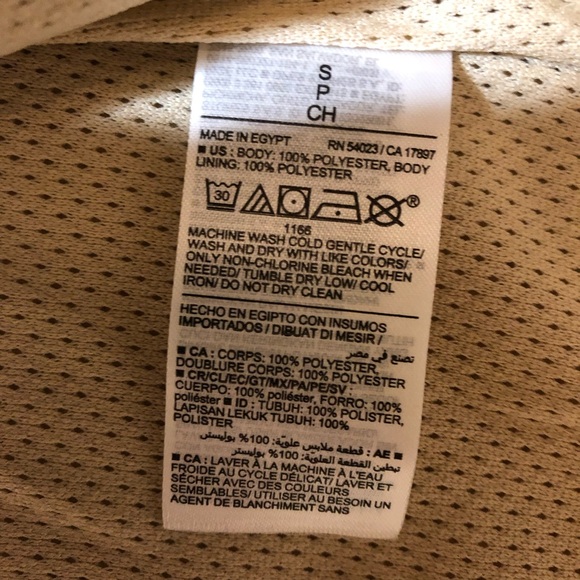 S
P
CH
MADE IN EGYPT RN 54023 / CA 17897
■ US : BODY: 100% POLYESTER, BODY
LINING: 100% POLYESTER
30 ®
1166
MACHINE WASH COLD GENTLE CYCLE/
WASH AND DRY WITH LIKE COLORS/
ONLY NON-CHLORINE BLEACH WHEN
NEEDED/ TUMBLE DRY LOW/ COOL
IRON/ DO NOT DRY CLEAN
HECHO EN EGIPTO CON INSUMOS
IMPORTADOS / DIBUAT DI MESIR /
تصنع في مصر
■ CA : CORPS: 100% POLYESTER,
DOUBLURE CORPS: 100% POLYESTER
■ CR/CL/EC/GT/MX/PA/PE/SV :
CUERPO: 100% poliéster, FORRO: 100%
poliéster ■ ID : TUBUH: 100% POLISTER,
LAPISAN LEKUK TUBUH: 100%
POLISTER
■ AE : قطعة ملابس علوية: 100% بوليستر
تبطين القطعة العلوية: 100% بوليستر
■ CA : LAVER À LA MACHINE À L'EAU
FROIDE AU CYCLE DÉLICAT/ LAVER ET
SÉCHER AVEC DES COULEURS
SEMBLABLES/ UTILISER AU BESOIN UN
AGENT DE BLANCHIMENT SANS